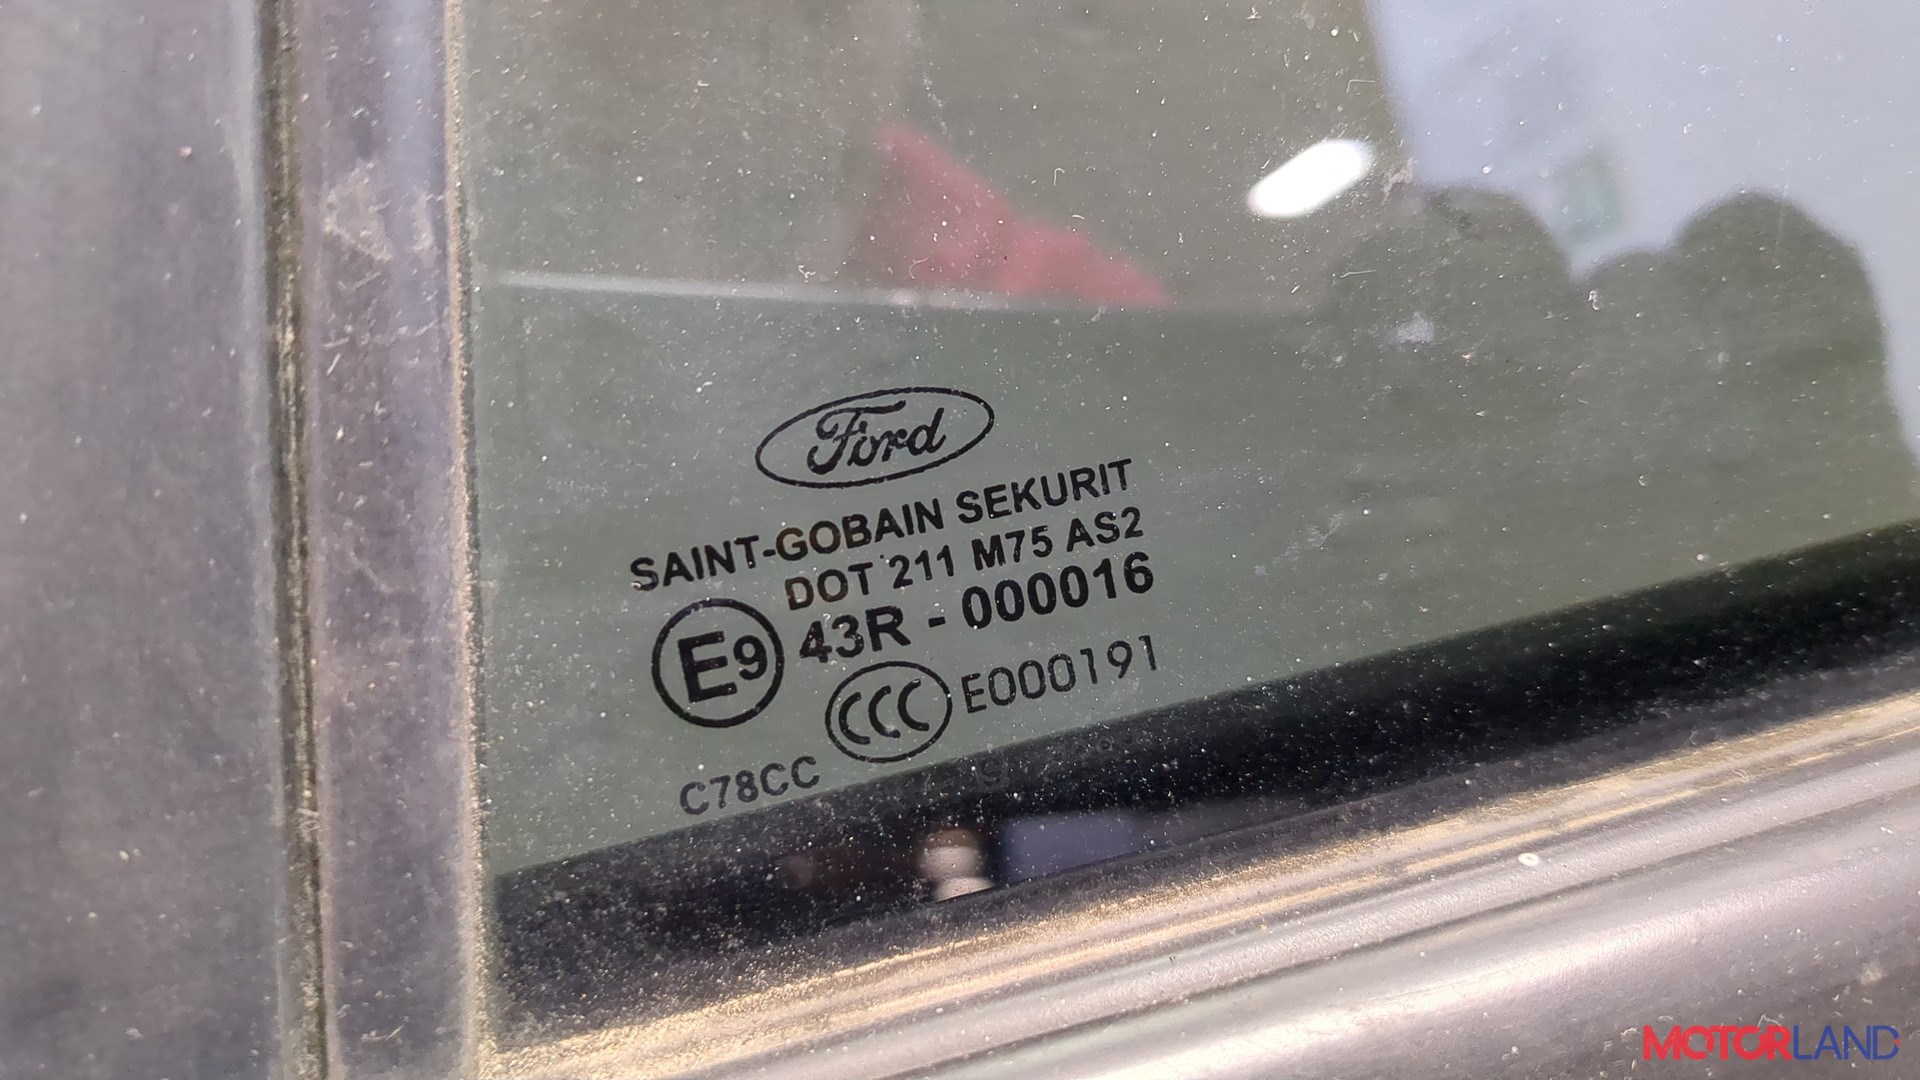 Ford
SAINT-GOBAIN SEKURIT
DOT 211 M75 AS2
E9 43R - 000016
CCC E000191
C78CC
MOTORLAND